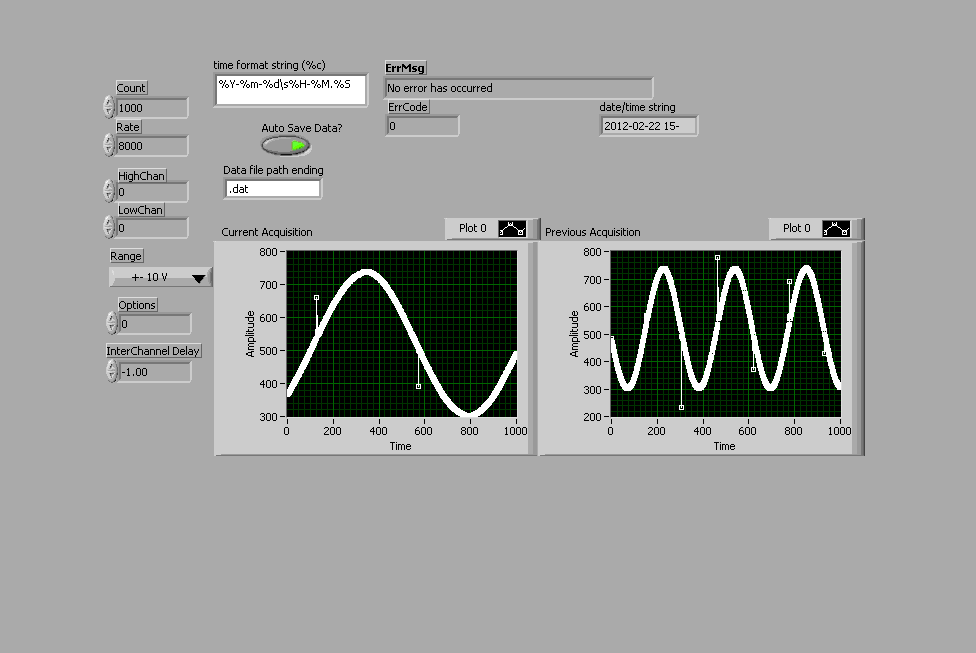 time format string (%c)
%Y-%m-%d\s%H-%M.%S
ErrMsg
No error has occurred
ErrCode
0
date/time string
2012-02-22 15-
Count
1000
Rate
8000
Auto Save Data?
Data file path ending
.dat
HighChan
0
LowChan
0
Range
+- 10 V
Options
0
InterChannel Delay
-1.00
Current Acquisition
Plot 0
800
700
600
500
400
300
Amplitude
0 200 400 600 800 1000
Time
Previous Acquisition
Plot 0
800
700
600
500
400
300
200
Amplitude
0 200 400 600 800 1000
Time